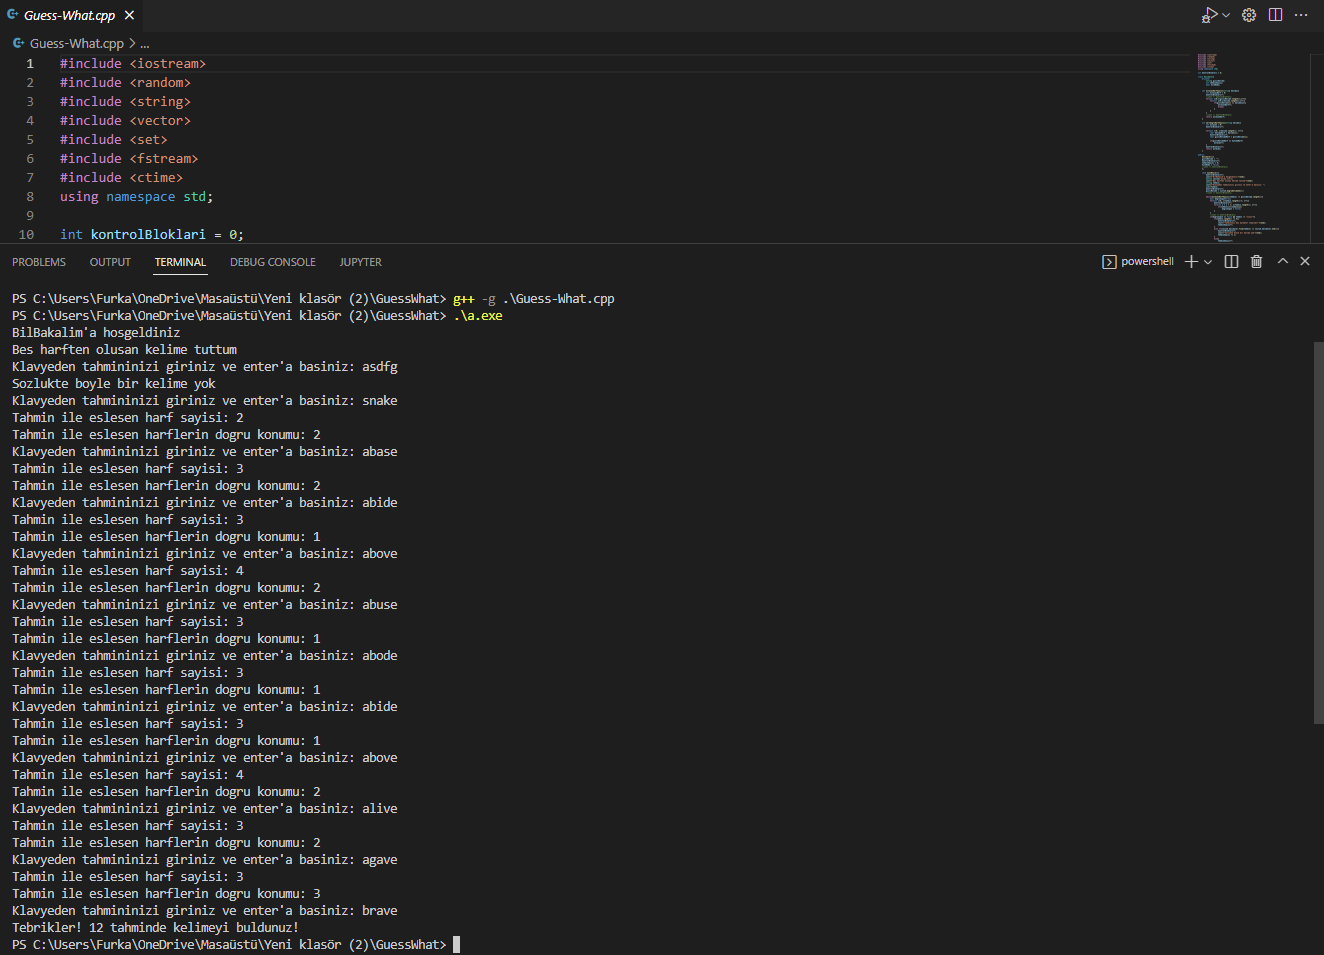 Guess-What.cpp
Guess-What.cpp > ...
1 #include <iostream>
2 #include <random>
3 #include <string>
4 #include <vector>
5 #include <set>
6 #include <fstream>
7 #include <ctime>
8 using namespace std;
9
10 int kontrolBloklari = 0;
PROBLEMS OUTPUT TERMINAL DEBUG CONSOLE JUPYTER powershell
PS C:\Users\Furka\OneDrive\Masaüstü\Yeni klasör (2)\GuessWhat> g++ -g .\Guess-What.cpp
PS C:\Users\Furka\OneDrive\Masaüstü\Yeni klasör (2)\GuessWhat> .\a.exe
BilBakalim'a hosgeldiniz
Bes harften olusan kelime tuttum
Klavyeden tahmininizi giriniz ve enter'a basiniz: asdfg
Sozlukte boyle bir kelime yok
Klavyeden tahmininizi giriniz ve enter'a basiniz: snake
Tahmin ile eslesen harf sayisi: 2
Tahmin ile eslesen harflerin dogru konumu: 2
Klavyeden tahmininizi giriniz ve enter'a basiniz: abase
Tahmin ile eslesen harf sayisi: 3
Tahmin ile eslesen harflerin dogru konumu: 2
Klavyeden tahmininizi giriniz ve enter'a basiniz: abide
Tahmin ile eslesen harf sayisi: 3
Tahmin ile eslesen harflerin dogru konumu: 1
Klavyeden tahmininizi giriniz ve enter'a basiniz: above
Tahmin ile eslesen harf sayisi: 4
Tahmin ile eslesen harflerin dogru konumu: 2
Klavyeden tahmininizi giriniz ve enter'a basiniz: abuse
Tahmin ile eslesen harf sayisi: 3
Tahmin ile eslesen harflerin dogru konumu: 1
Klavyeden tahmininizi giriniz ve enter'a basiniz: abode
Tahmin ile eslesen harf sayisi: 3
Tahmin ile eslesen harflerin dogru konumu: 1
Klavyeden tahmininizi giriniz ve enter'a basiniz: abide
Tahmin ile eslesen harf sayisi: 3
Tahmin ile eslesen harflerin dogru konumu: 1
Klavyeden tahmininizi giriniz ve enter'a basiniz: above
Tahmin ile eslesen harf sayisi: 4
Tahmin ile eslesen harflerin dogru konumu: 2
Klavyeden tahmininizi giriniz ve enter'a basiniz: alive
Tahmin ile eslesen harf sayisi: 3
Tahmin ile eslesen harflerin dogru konumu: 2
Klavyeden tahmininizi giriniz ve enter'a basiniz: agave
Tahmin ile eslesen harf sayisi: 3
Tahmin ile eslesen harflerin dogru konumu: 3
Klavyeden tahmininizi giriniz ve enter'a basiniz: brave
Tebrikler! 12 tahminde kelimeyi buldunuz!
PS C:\Users\Furka\OneDrive\Masaüstü\Yeni klasör (2)\GuessWhat>